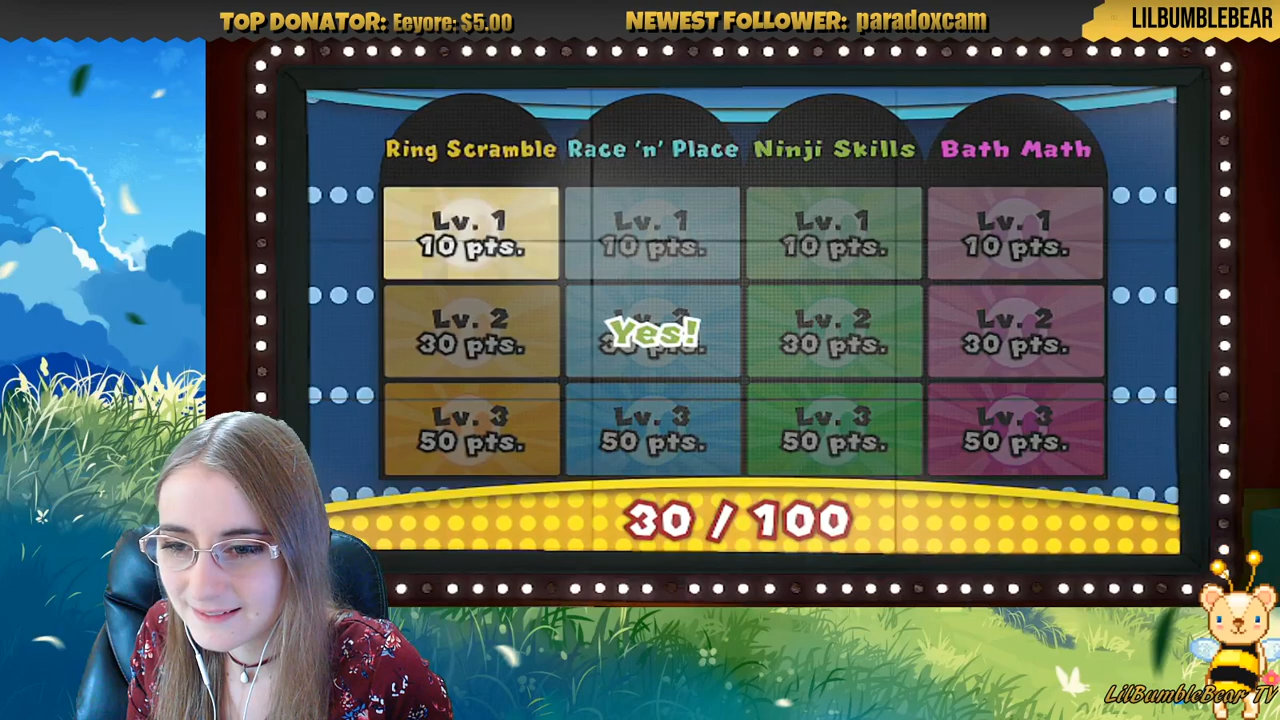 TOP DONATOR: Eeyore: $5.00
NEWEST FOLLOWER: paradoxcam
LILBUMBLEBEAR
Ring Scramble Race 'n' Place Ninji Skills Bath Math
Lv. 1 Lv. 1 Lv. 1 Lv. 1
10 pts. 10 pts. 10 pts. 10 pts.
Lv. 2 Yes! Lv. 2 Lv. 2
30 pts. 30 pts. 30 pts. 30 pts.
Lv. 3 Lv. 3 Lv. 3 Lv. 3
50 pts. 50 pts. 50 pts. 50 pts.
30 / 100
LilBumbleBear TV